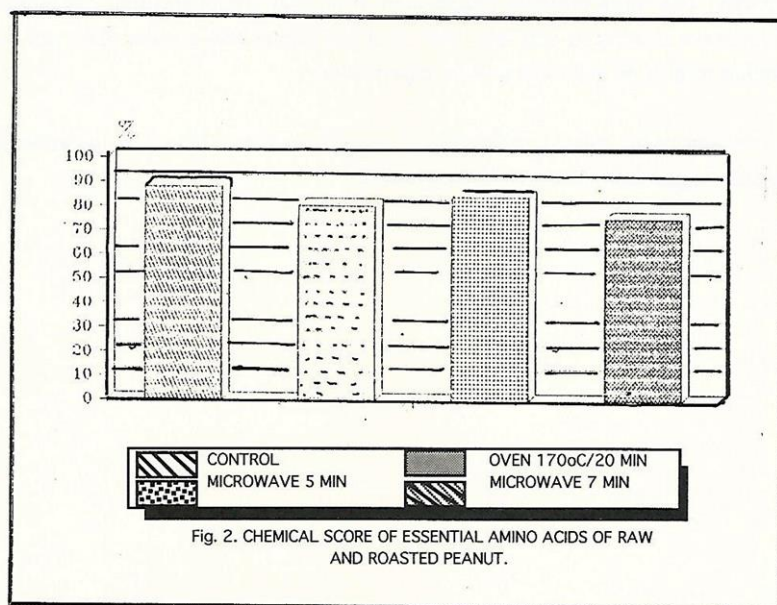 %
100
90
80
70
60
50
40
30
20
10
0
CONTROL
OVEN 170oC/20 MIN
MICROWAVE 5 MIN
MICROWAVE 7 MIN
Fig. 2. CHEMICAL SCORE OF ESSENTIAL AMINO ACIDS OF RAW
AND ROASTED PEANUT.